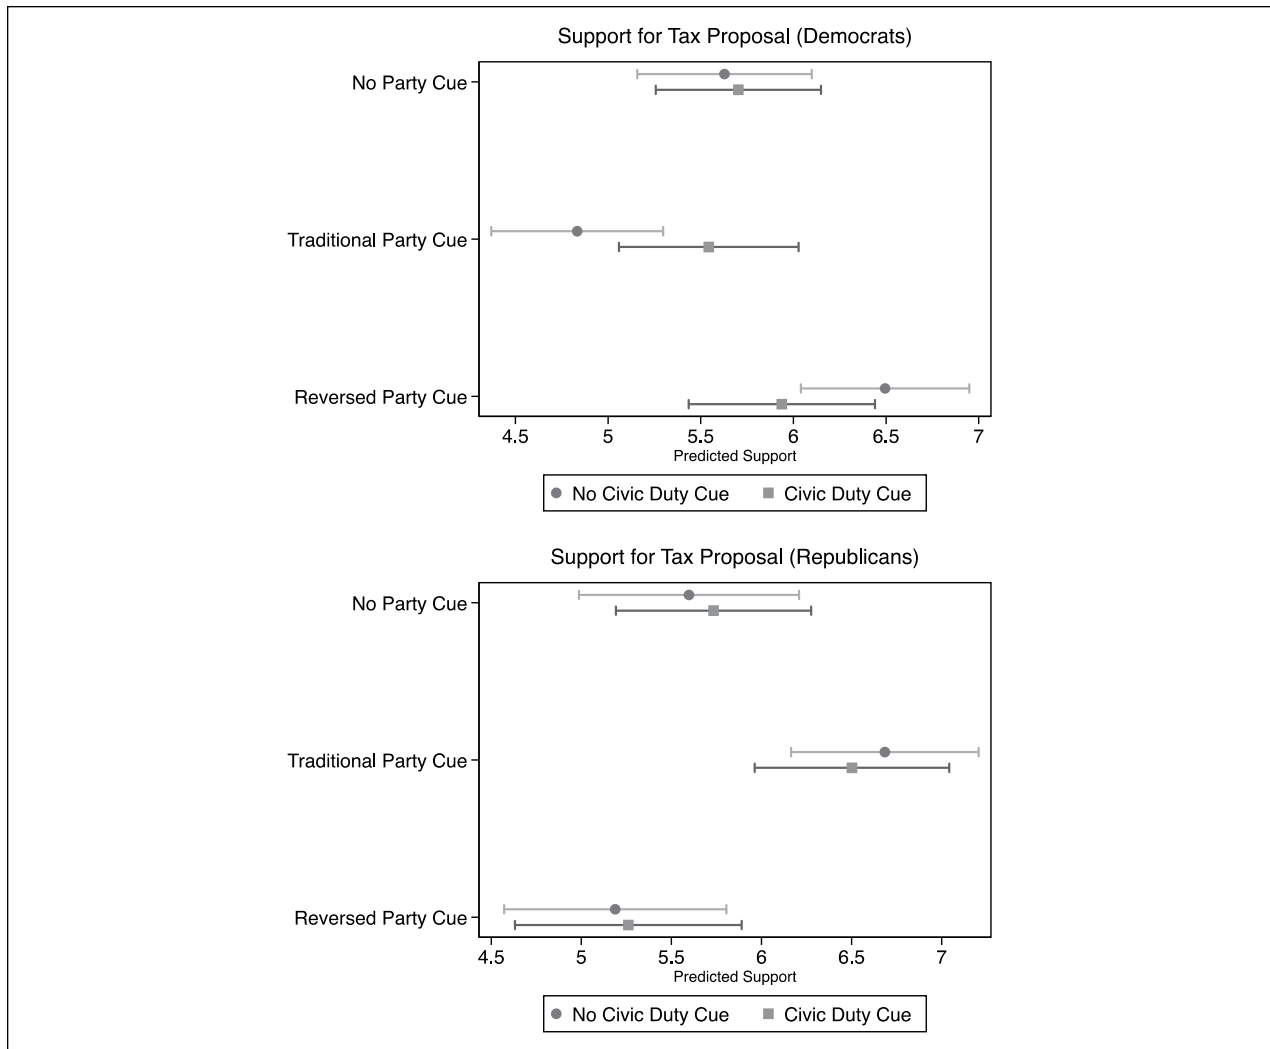 Support for Tax Proposal (Democrats)
No Party Cue
Traditional Party Cue
Reversed Party Cue
4.5 5 5.5 6 6.5 7
Predicted Support
No Civic Duty Cue Civic Duty Cue
Support for Tax Proposal (Republicans)
No Party Cue
Traditional Party Cue
Reversed Party Cue
4.5 5 5.5 6 6.5 7
Predicted Support
No Civic Duty Cue Civic Duty Cue